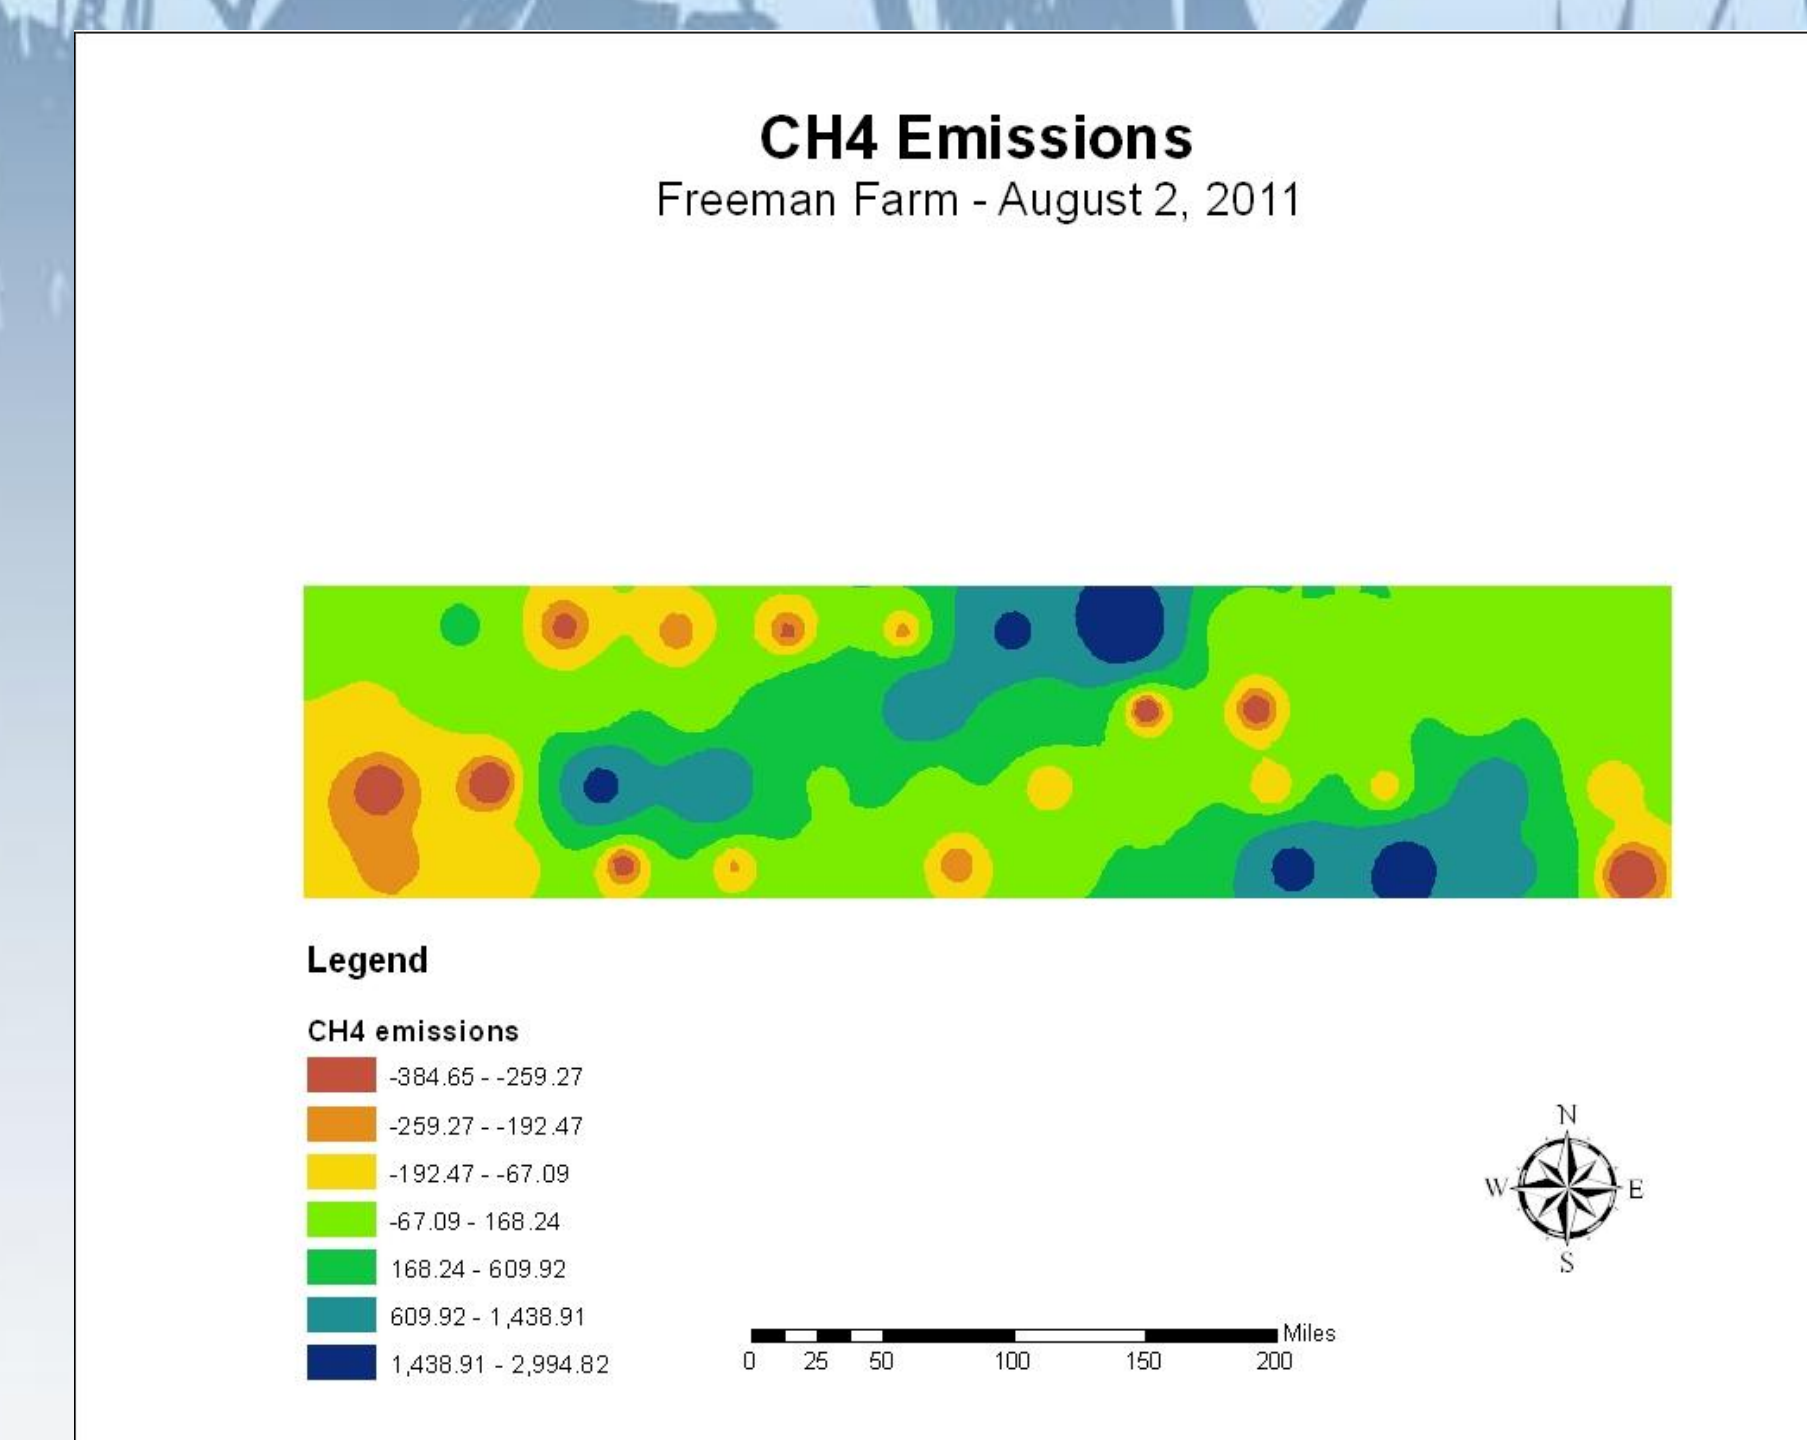 CH4 Emissions
Freeman Farm - August 2, 2011
Legend
CH4 emissions
-384.65 - -259.27
-259.27 - -192.47
-192.47 - -67.09
-67.09 - 168.24
168.24 - 609.92
609.92 - 1,438.91
1,438.91 - 2,994.82
N
W E
S
Miles
0 25 50 100 150 200